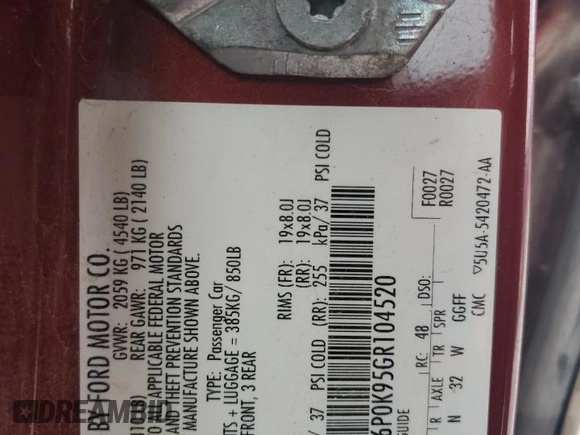 BY FORD MOTOR CO.
GVWR: 2059 KG ( 4540 LB)
REAR GAWR: 971 KG ( 2140 LB)
APPLICABLE FEDERAL MOTOR
AND THEFT PREVENTION STANDARDS
MANUFACTURE SHOWN ABOVE.
TYPE: Passenger Car
+ LUGGAGE = 385KG/ 850LB
FRONT, 3 REAR
RIMS (FR): 19x8.0J
(RR): 19x8.0J
37 PSI COLD (RR): 255 kPa/ 37 PSI COLD
6P0K95GR104520
RC: 48 DSO:
F0027
R0027
R AXLE TR SPR
N 32 W GGFF
CMC ▽5U5A-5420472-AA
DREAMBID